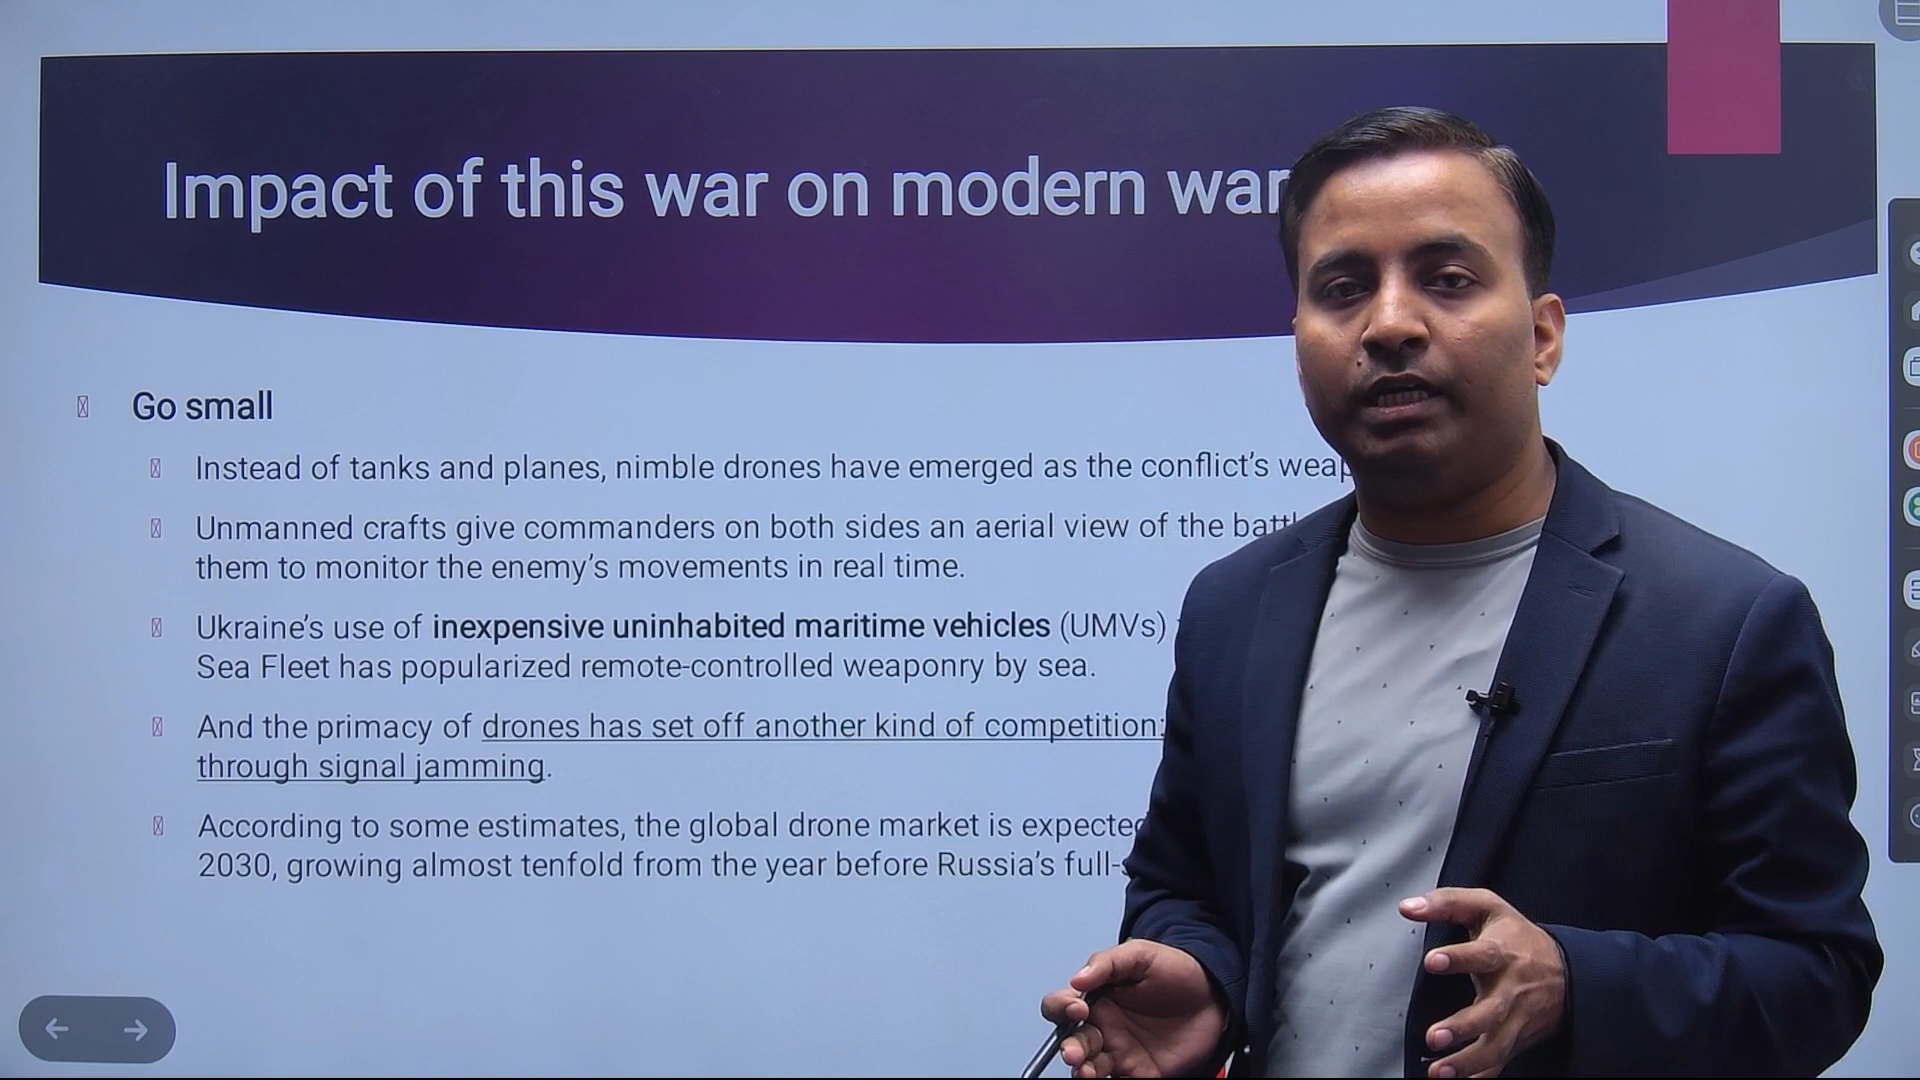 Impact of this war on modern war
Go small
Instead of tanks and planes, nimble drones have emerged as the conflict’s
Unmanned crafts give commanders on both sides an aerial view of the
them to monitor the enemy’s movements in real time.
Ukraine’s use of inexpensive uninhabited maritime vehicles (UMVs)
Sea Fleet has popularized remote-controlled weaponry by sea.
And the primacy of drones has set off another kind of competition:
through signal jamming.
According to some estimates, the global drone market is expected
2030, growing almost tenfold from the year before Russia’s